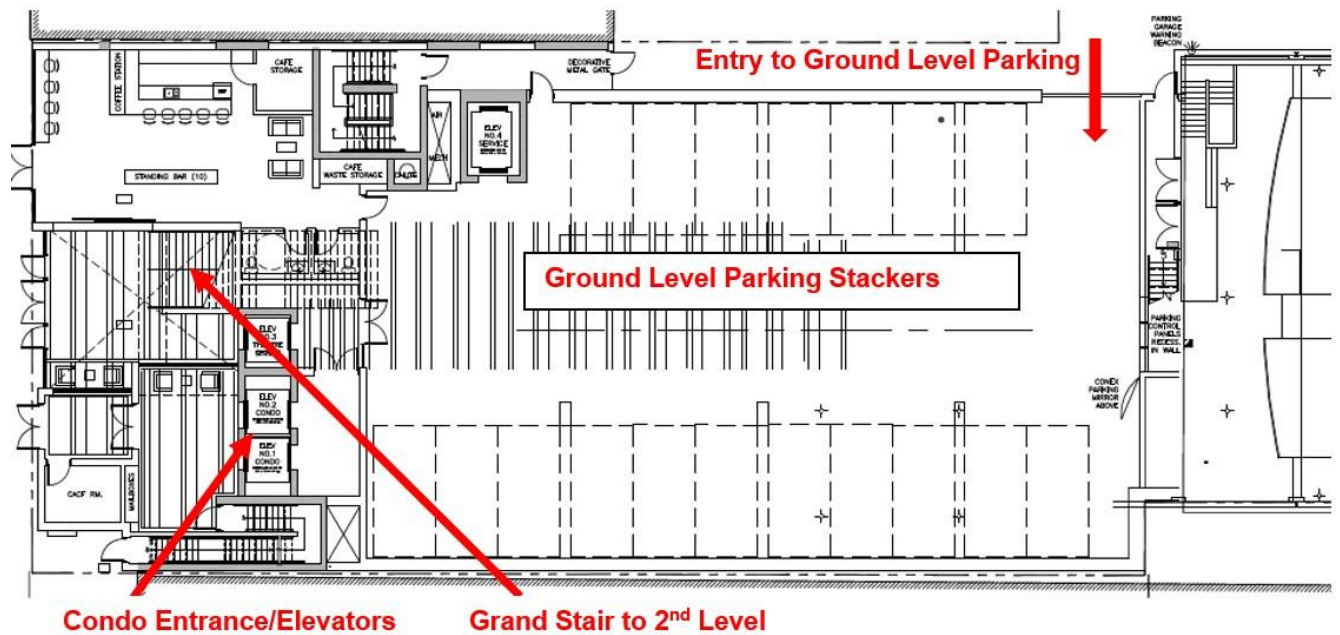 PARKING
GARAGE
WARNING
BEACON
Entry to Ground Level Parking
DECORATIVE
METAL GATE
CAFE
STORAGE
COFFEE STATION
AIR
MECH
ELEV
NO.4
SERVICE
CAFE
WASTE STORAGE
STANDING BAR (10)
Ground Level Parking Stackers
ELEV
NO.3
PARKING
CONTROL
PANELS
RECESS.
IN WALL
ELEV
NO.2
CONDO
CONEX
PARKING
MIRROR
ABOVE
ELEV
NO.1
CONDO
CACF RM.
MAILBOXES
Condo Entrance/Elevators
Grand Stair to 2nd Level